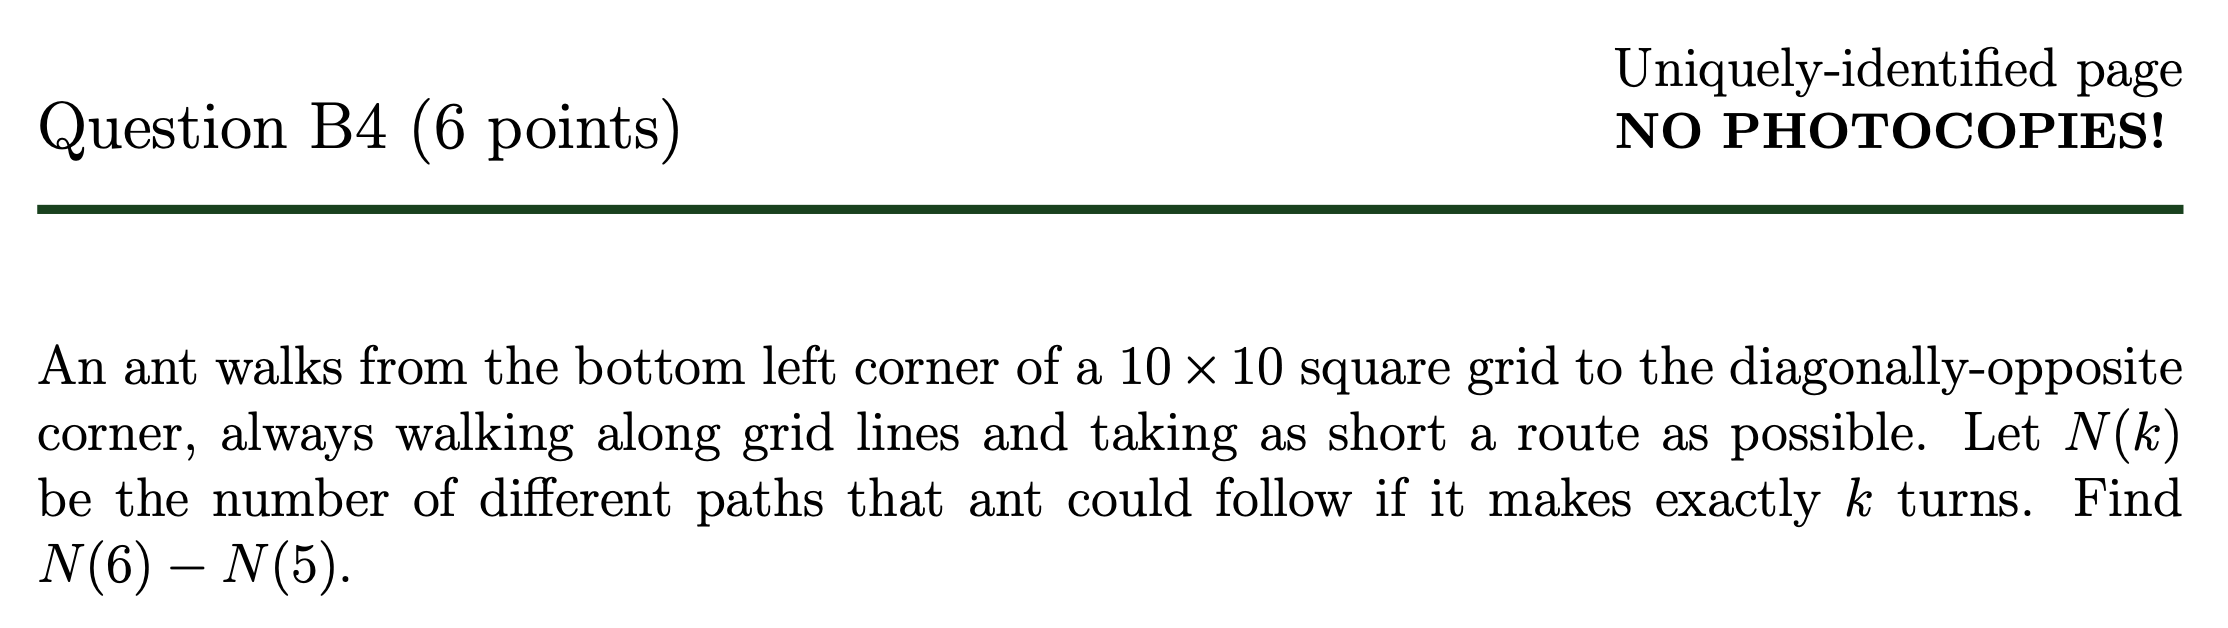 Uniquely-identified page
Question B4 (6 points)
NO PHOTOCOPIES!
An ant walks from the bottom left corner of a 10 × 10 square grid to the diagonally-opposite
corner, always walking along grid lines and taking as short a route as possible. Let N(k)
be the number of different paths that ant could follow if it makes exactly k turns. Find
N(6) − N(5).